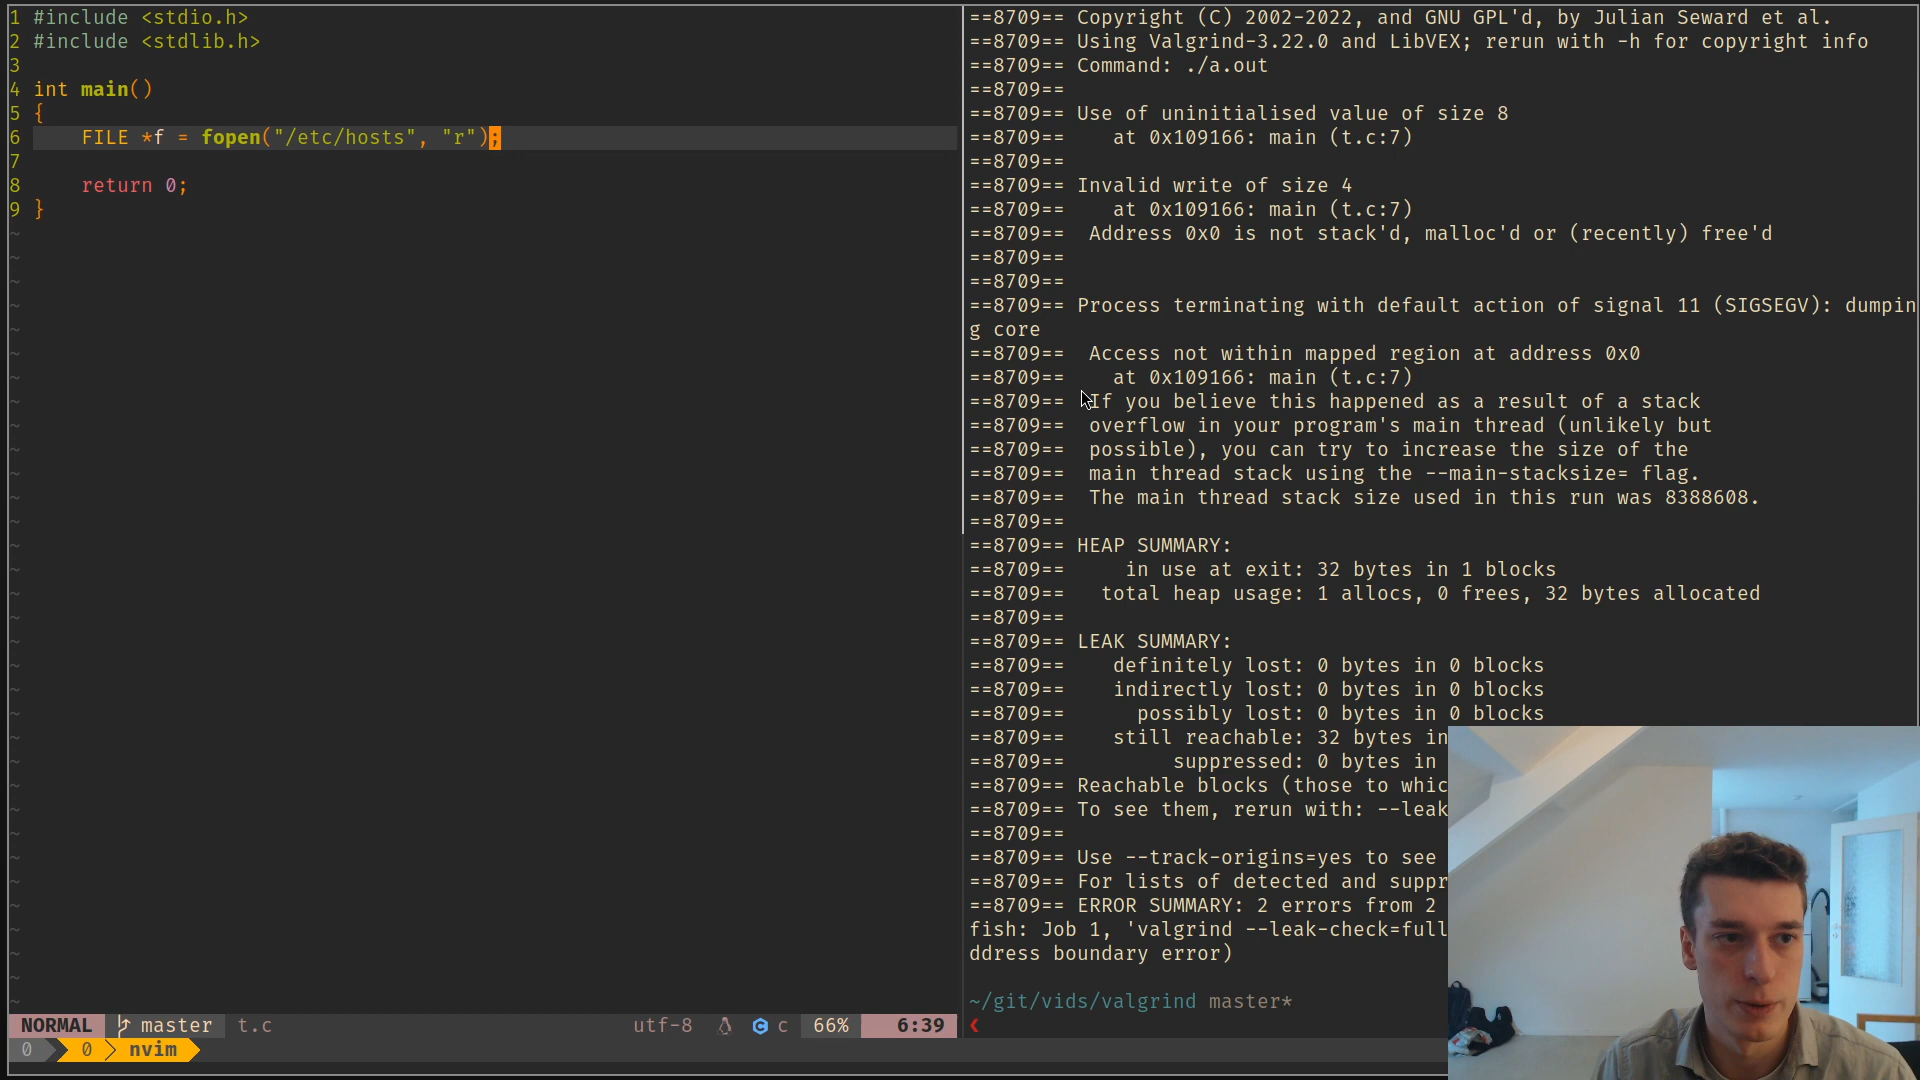 1 #include <stdio.h>
2 #include <stdlib.h>
3
4 int main()
5 {
6     FILE *f = fopen("/etc/hosts", "r");
7
8     return 0;
9 }
NORMAL master t.c utf-8 c 66% 6:39
0 0 nvim
==8709== Copyright (C) 2002-2022, and GNU GPL'd, by Julian Seward et al.
==8709== Using Valgrind-3.22.0 and LibVEX; rerun with -h for copyright info
==8709== Command: ./a.out
==8709==
==8709== Use of uninitialised value of size 8
==8709==    at 0x109166: main (t.c:7)
==8709==
==8709== Invalid write of size 4
==8709==    at 0x109166: main (t.c:7)
==8709==  Address 0x0 is not stack'd, malloc'd or (recently) free'd
==8709==
==8709==
==8709== Process terminating with default action of signal 11 (SIGSEGV): dumpin
g core
==8709==  Access not within mapped region at address 0x0
==8709==    at 0x109166: main (t.c:7)
==8709==  If you believe this happened as a result of a stack
==8709==  overflow in your program's main thread (unlikely but
==8709==  possible), you can try to increase the size of the
==8709==  main thread stack using the --main-stacksize= flag.
==8709==  The main thread stack size used in this run was 8388608.
==8709==
==8709== HEAP SUMMARY:
==8709==     in use at exit: 32 bytes in 1 blocks
==8709==   total heap usage: 1 allocs, 0 frees, 32 bytes allocated
==8709==
==8709== LEAK SUMMARY:
==8709==    definitely lost: 0 bytes in 0 blocks
==8709==    indirectly lost: 0 bytes in 0 blocks
==8709==      possibly lost: 0 bytes in 0 blocks
==8709==    still reachable: 32 bytes in
==8709==         suppressed: 0 bytes in
==8709== Reachable blocks (those to whic
==8709== To see them, rerun with: --leak
==8709==
==8709== Use --track-origins=yes to see
==8709== For lists of detected and suppr
==8709== ERROR SUMMARY: 2 errors from 2
fish: Job 1, 'valgrind --leak-check=full
ddress boundary error)
~/git/vids/valgrind master*
❮